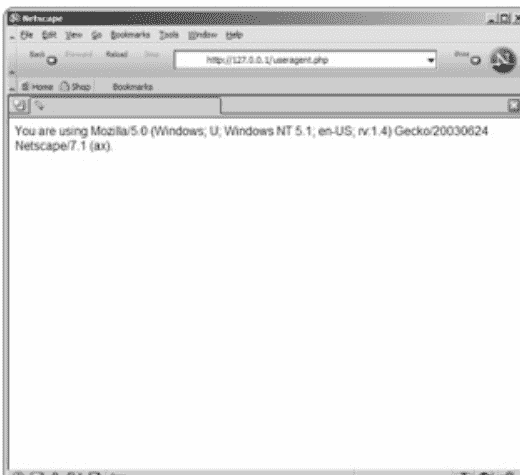 Netscape
File Edit View Go Bookmarks Tools Window Help
Back Forward Reload Stop http://127.0.0.1/useragent.php Print N
Home Shop Bookmarks
You are using Mozilla/5.0 (Windows; U; Windows NT 5.1; en-US; rv:1.4) Gecko/20030624
Netscape/7.1 (ax).